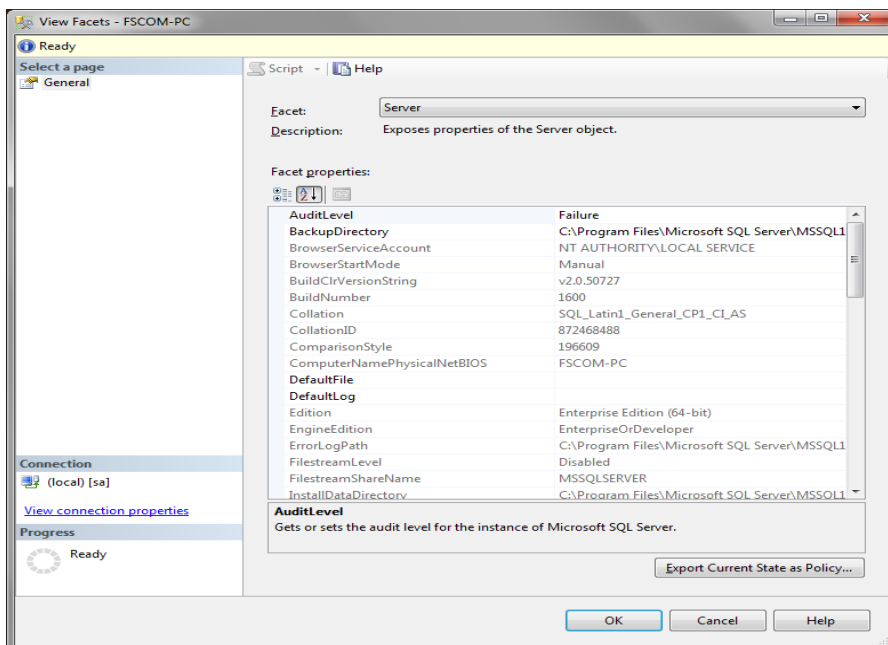 View Facets - FSCOM-PC
Ready
Select a page
General
Script Help
Facet: Server
Description: Exposes properties of the Server object.
Facet properties:
AuditLevel Failure
BackupDirectory C:\Program Files\Microsoft SQL Server\MSSQL1
BrowserServiceAccount NT AUTHORITY\LOCAL SERVICE
BrowserStartMode Manual
BuildClrVersionString v2.0.50727
BuildNumber 1600
Collation SQL_Latin1_General_CP1_CI_AS
CollationID 872468488
ComparisonStyle 196609
ComputerNamePhysicalNetBIOS FSCOM-PC
DefaultFile
DefaultLog
Edition Enterprise Edition (64-bit)
EngineEdition EnterpriseOrDeveloper
ErrorLogPath C:\Program Files\Microsoft SQL Server\MSSQL1
FilestreamLevel Disabled
FilestreamShareName MSSQLSERVER
InstallDataDirectory C:\Program Files\Microsoft SQL Server\MSSQL1
AuditLevel
Gets or sets the audit level for the instance of Microsoft SQL Server.
Connection
(local) [sa]
View connection properties
Progress
Ready
Export Current State as Policy...
OK Cancel Help